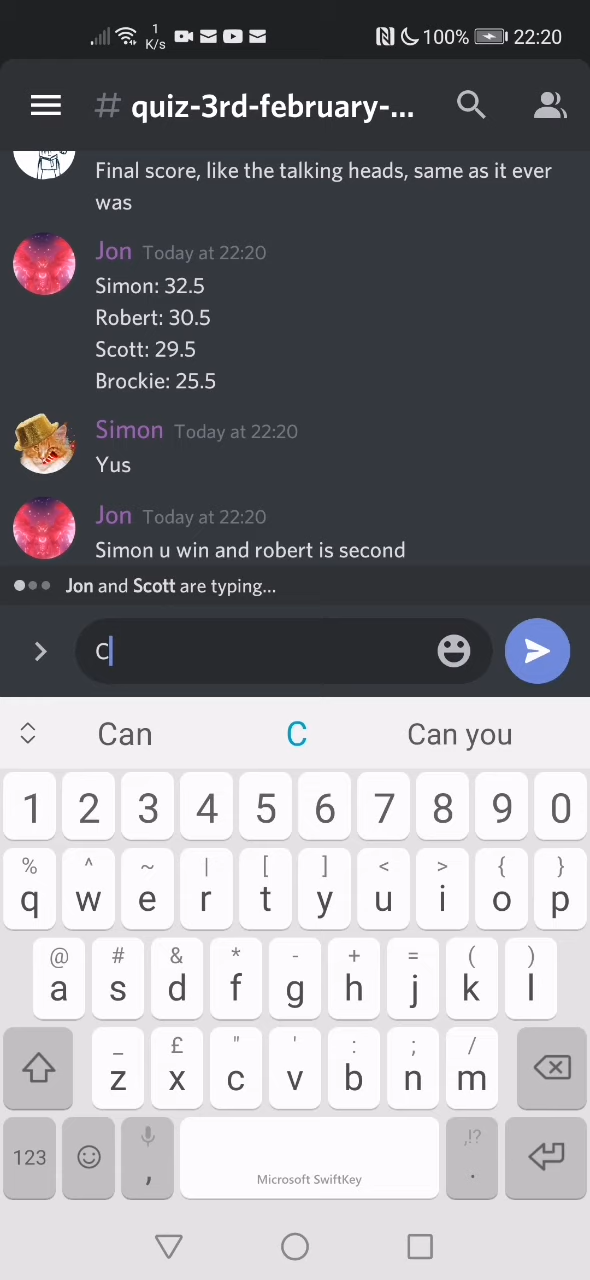 1
K/s
100%
22:20
# quiz-3rd-february-...
Final score, like the talking heads, same as it ever
was
Jon Today at 22:20
Simon: 32.5
Robert: 30.5
Scott: 29.5
Brockie: 25.5
Simon Today at 22:20
Yus
Jon Today at 22:20
Simon u win and robert is second
Jon and Scott are typing...
C
Can C Can you
1 2 3 4 5 6 7 8 9 0
% ^ ~ | [ ] < > { }
q w e r t y u i o p
@ # & * - + = ( )
a s d f g h j k l
_ £ " ' : ; /
z x c v b n m
,!?
123 , Microsoft SwiftKey .